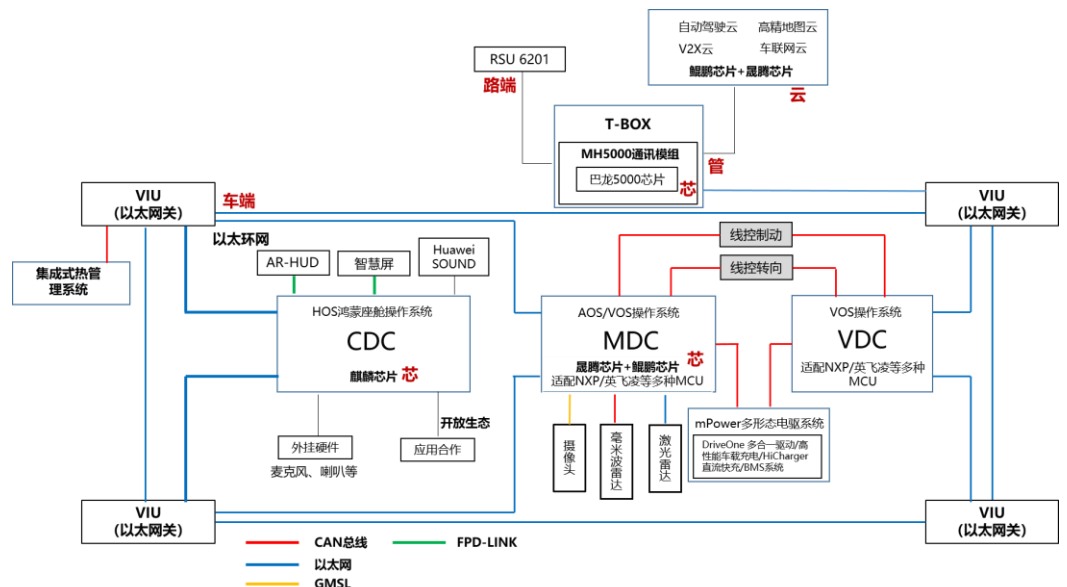 自动驾驶云 高精地图云
V2X云 车联网云
鲲鹏芯片+晟腾芯片
云
RSU 6201
路端
T-BOX
MH5000通讯模组
巴龙5000芯片
芯
管
VIU
(以太网关)
车端
VIU
(以太网关)
以太环网
集成式热管
理系统
AR-HUD
智慧屏
Huawei
SOUND
线控制动
线控转向
HOS鸿蒙座舱操作系统
CDC
麒麟芯片
芯
AOS/VOS操作系统
MDC
晟腾芯片+鲲鹏芯片
芯
适配NXP/英飞凌等多种MCU
VOS操作系统
VDC
适配NXP/英飞凌等多种
MCU
外挂硬件
麦克风、喇叭等
开放生态
应用合作
摄像头
毫米波雷达
激光雷达
mPower多形态电驱系统
DriveOne 多合一驱动/高
性能车载充电/HiCharger
直流快充/BMS系统
VIU
(以太网关)
VIU
(以太网关)
CAN总线
FPD-LINK
以太网
GMSL